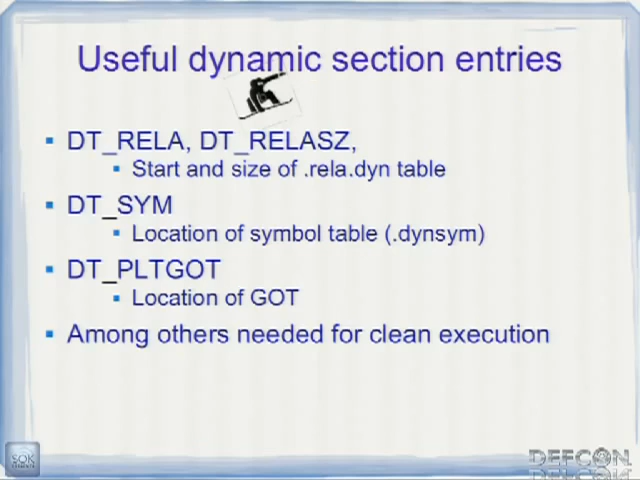 Useful dynamic section entries
DT_RELA, DT_RELASZ,
Start and size of .rela.dyn table
DT_SYM
Location of symbol table (.dynsym)
DT_PLTGOT
Location of GOT
Among others needed for clean execution
SOK
DEFCON